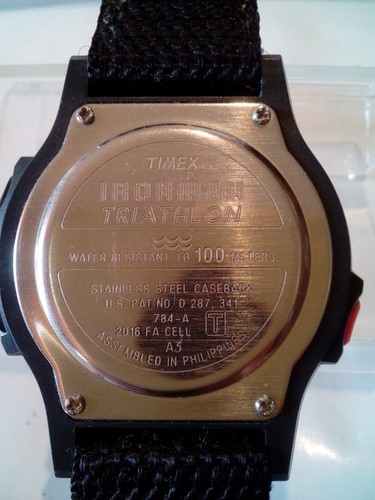 TIMEX
IRONMAN
TRIATHLON
WATER RESISTANT TO 100 METERS
STAINLESS STEEL CASEBACK
U.S. PAT NO. D 287, 341
784-A
2016 FA CELL T
A3
ASSEMBLED IN PHILIPPINES